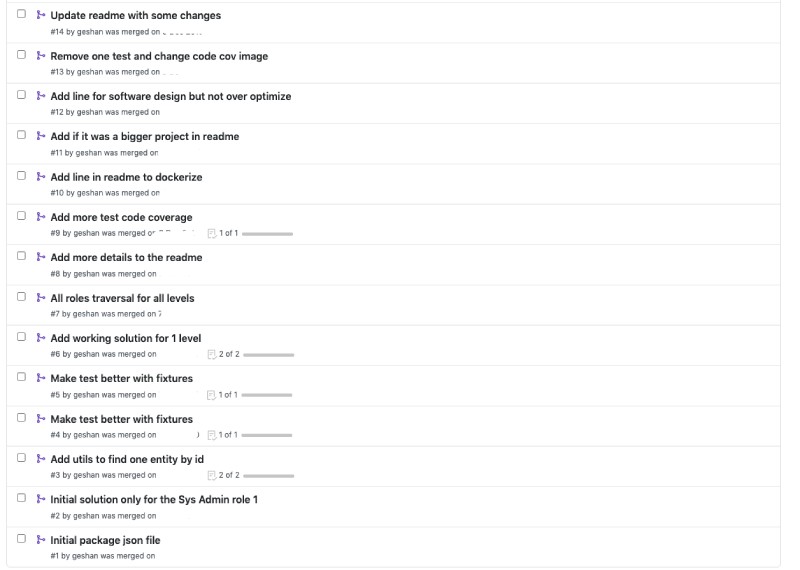 Update readme with some changes
#14 by geshan was merged on
Remove one test and change code cov image
#13 by geshan was merged on
Add line for software design but not over optimize
#12 by geshan was merged on
Add if it was a bigger project in readme
#11 by geshan was merged on
Add line in readme to dockerize
#10 by geshan was merged on
Add more test code coverage
#9 by geshan was merged on 1 of 1
Add more details to the readme
#8 by geshan was merged on
All roles traversal for all levels
#7 by geshan was merged on
Add working solution for 1 level
#6 by geshan was merged on 2 of 2
Make test better with fixtures
#5 by geshan was merged on 1 of 1
Make test better with fixtures
#4 by geshan was merged on 1 of 1
Add utils to find one entity by id
#3 by geshan was merged on 2 of 2
Initial solution only for the Sys Admin role 1
#2 by geshan was merged on
Initial package json file
#1 by geshan was merged on